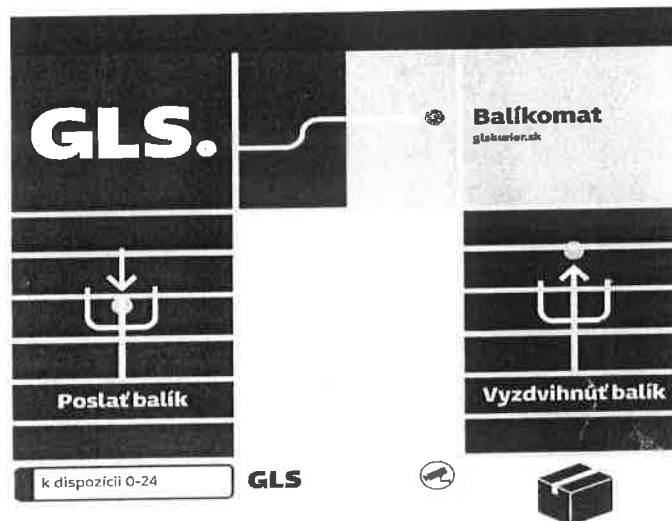 GLS.
Balíkomat
glskurier.sk
Poslať balík
Vyzdvihnúť balík
k dispozícii 0-24
GLS